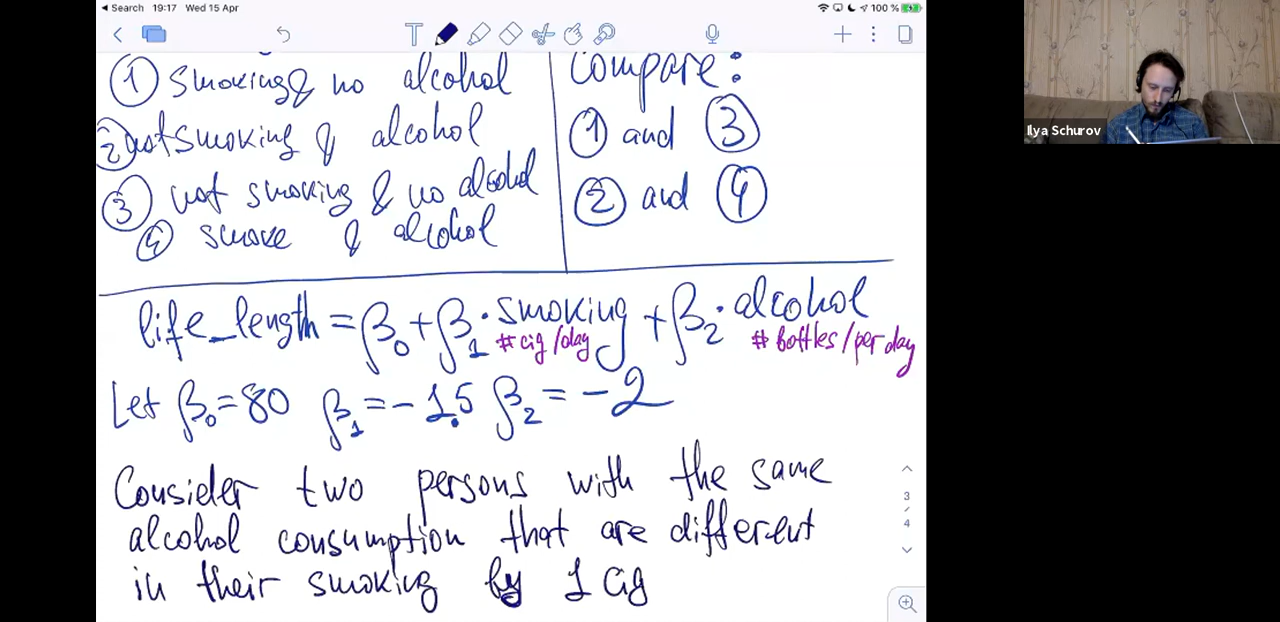 Search 19:17 Wed 15 Apr 100 %
T
① smoking & no alcohol
② not smoking & alcohol
③ not smoking & no alcohol
④ smoke & alcohol
Compare:
① and ③
② and ④
life_length = β₀ + β₁ · smoking + β₂ · alcohol
# cig/day # bottles/per day
Let β₀ = 80 β₁ = - 1.5 β₂ = - 2
Consider two persons with the same
alcohol consumption that are different
in their smoking by 1 cig
3
/
4
Ilya Schurov